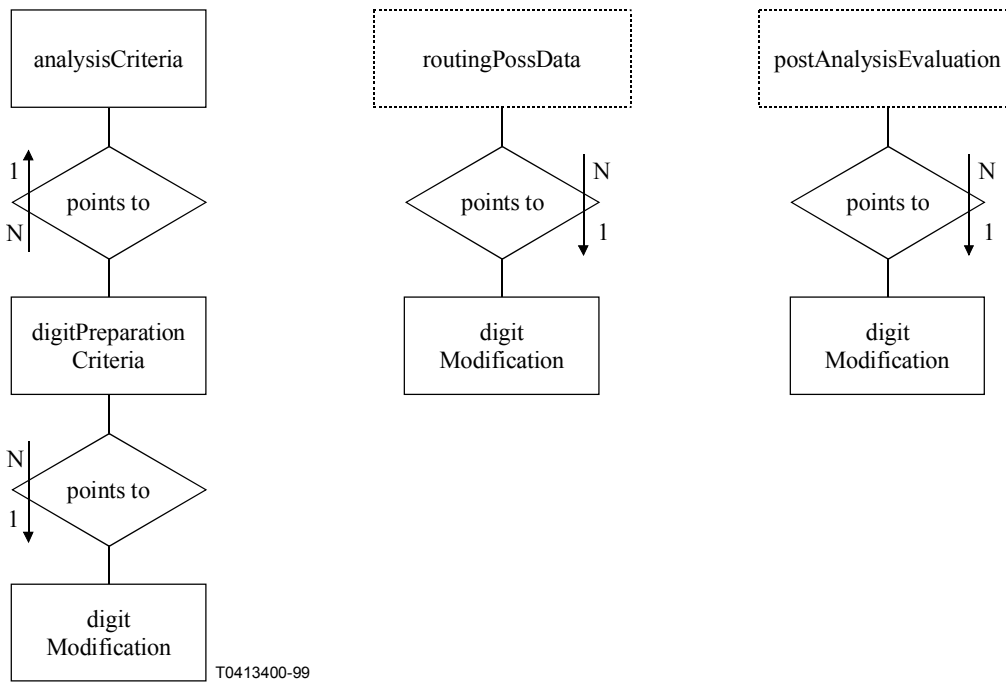 analysisCriteria
1
N
points to
digitPreparation
Criteria
N
1
points to
digit
Modification
routingPossData
points to
N
1
digit
Modification
postAnalysisEvaluation
points to
N
1
digit
Modification
T0413400-99